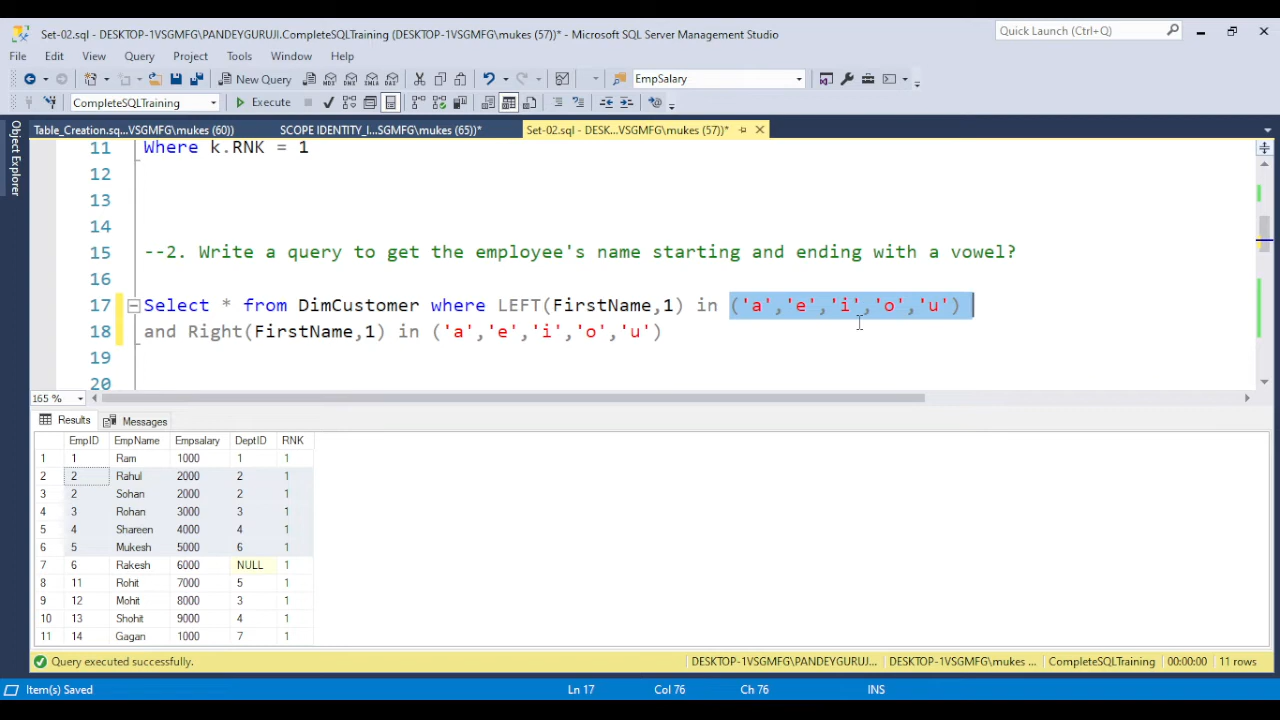 Set-02.sql - DESKTOP-1VSGMFG\PANDEYGURUJI.CompleteSQLTraining (DESKTOP-1VSGMFG\mukes (57))* - Microsoft SQL Server Management Studio
Quick Launch (Ctrl+Q)
File Edit View Query Project Tools Window Help
New Query MDX DMX XMLA DAX EmpSalary
CompleteSQLTraining Execute
Table_Creation.sq...VSGMFG\mukes (60)) SCOPE IDENTITY_I...SGMFG\mukes (65))* Set-02.sql - DESK...VSGMFG\mukes (57))*
Object Explorer
11 Where k.RNK = 1
12
13
14
15 --2. Write a query to get the employee's name starting and ending with a vowel?
16
17 Select * from DimCustomer where LEFT(FirstName,1) in ('a','e','i','o','u')
18 and Right(FirstName,1) in ('a','e','i','o','u')
19
20
165 %
Results Messages
EmpID EmpName Empsalary DeptID RNK
1 1 Ram 1000 1 1
2 2 Rahul 2000 2 1
3 2 Sohan 2000 2 1
4 3 Rohan 3000 3 1
5 4 Shareen 4000 4 1
6 5 Mukesh 5000 6 1
7 6 Rakesh 6000 NULL 1
8 11 Rohit 7000 5 1
9 12 Mohit 8000 3 1
10 13 Shohit 9000 4 1
11 14 Gagan 1000 7 1
Query executed successfully. DESKTOP-1VSGMFG\PANDEYGURUJ... DESKTOP-1VSGMFG\mukes ... CompleteSQLTraining 00:00:00 11 rows
Item(s) Saved Ln 17 Col 76 Ch 76 INS